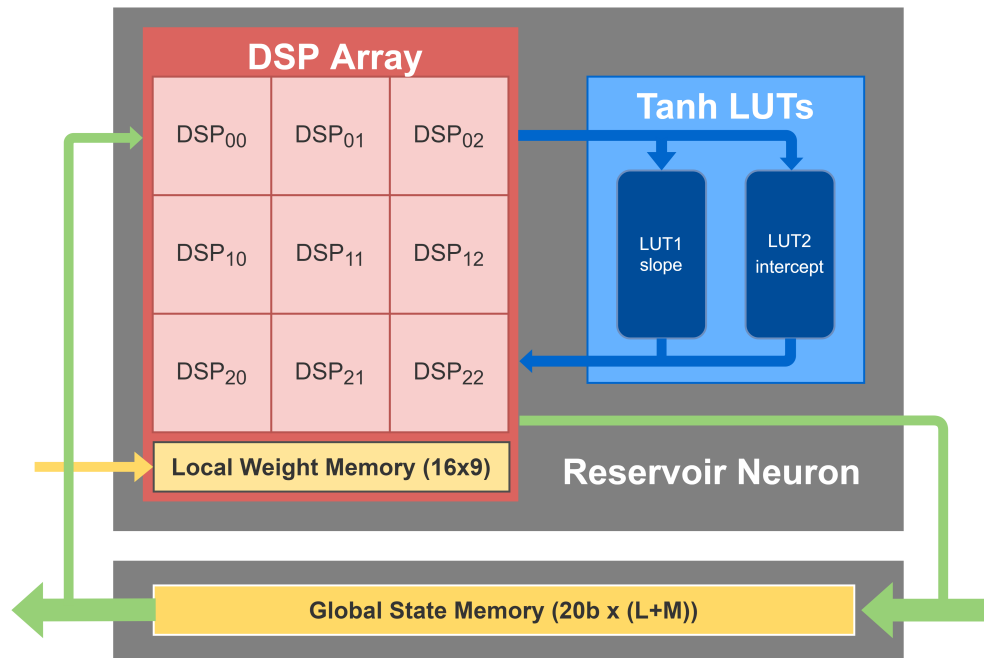 DSP Array
Tanh LUTs
DSP00 DSP01 DSP02
DSP10 DSP11 DSP12
DSP20 DSP21 DSP22
LUT1
slope
LUT2
intercept
Local Weight Memory (16x9)
Reservoir Neuron
Global State Memory (20b x (L+M))